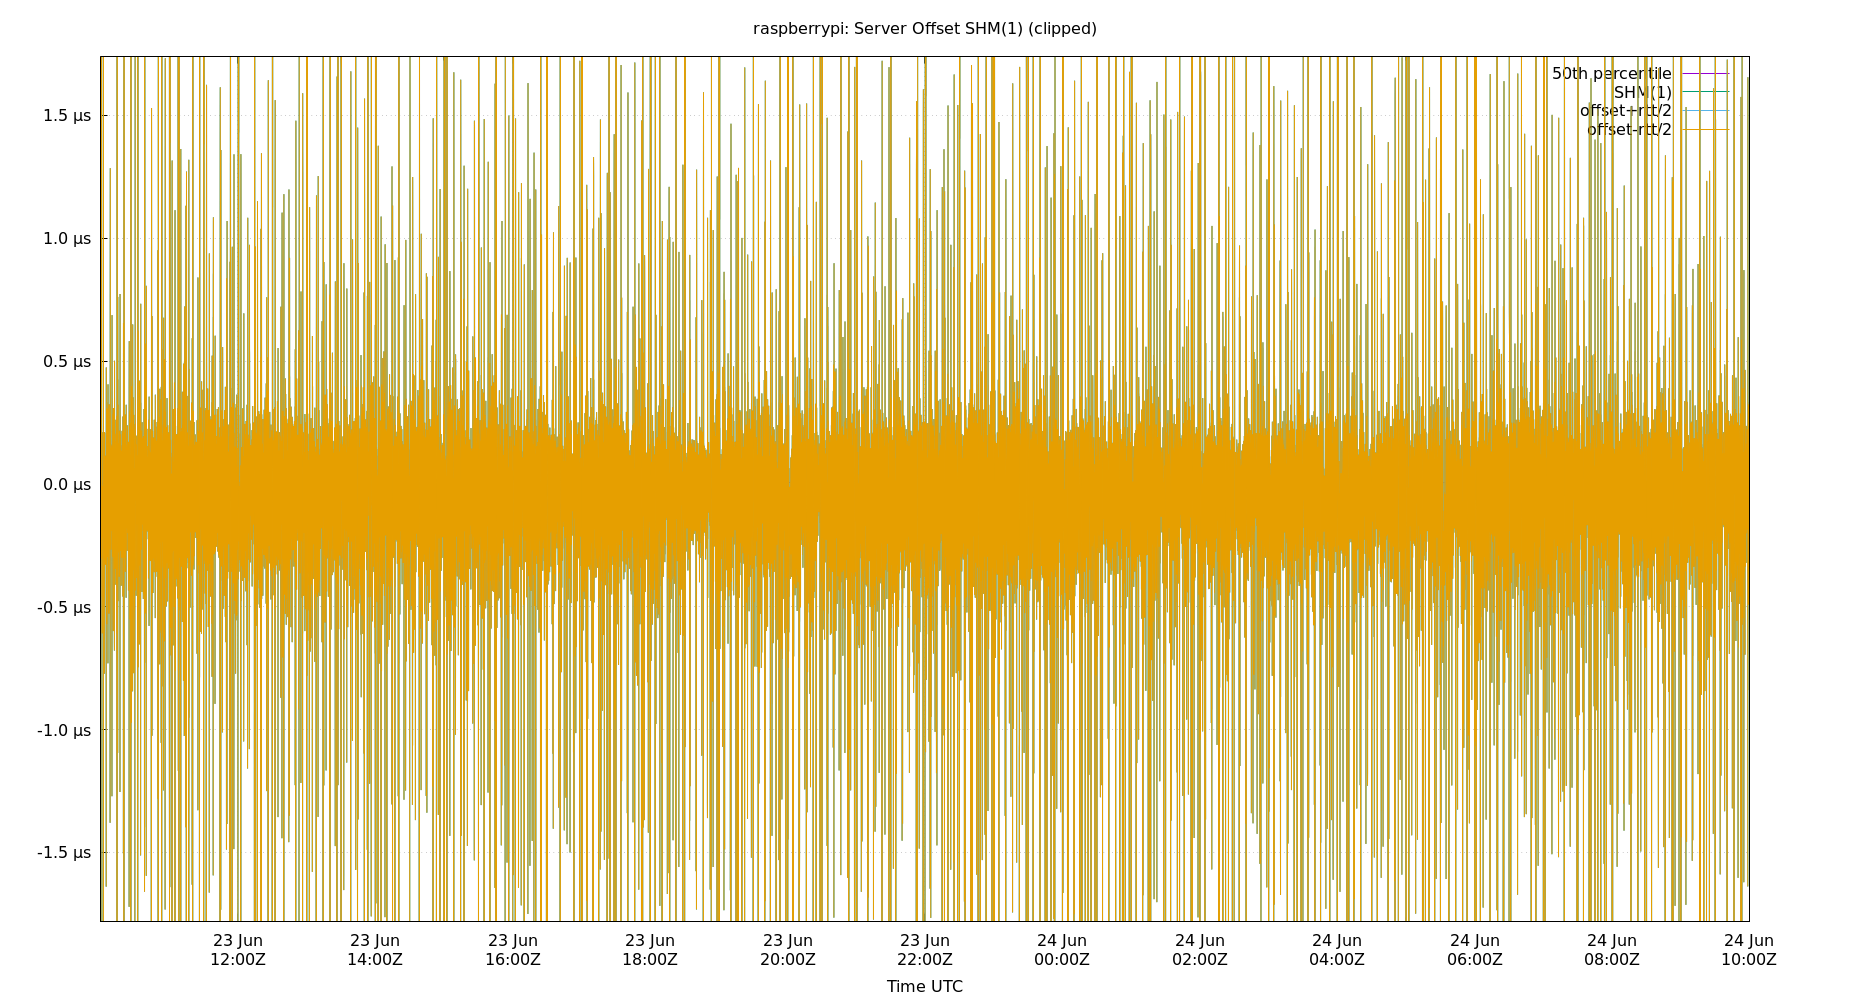 raspberrypi: Server Offset SHM(1) (clipped)
50th percentile
SHM(1)
offset+rtt/2
offset-rtt/2
1.5 µs
1.0 µs
0.5 µs
0.0 µs
-0.5 µs
-1.0 µs
-1.5 µs
23 Jun 23 Jun 23 Jun 23 Jun 23 Jun 23 Jun 24 Jun 24 Jun 24 Jun 24 Jun 24 Jun 24 Jun
12:00Z 14:00Z 16:00Z 18:00Z 20:00Z 22:00Z 00:00Z 02:00Z 04:00Z 06:00Z 08:00Z 10:00Z
Time UTC